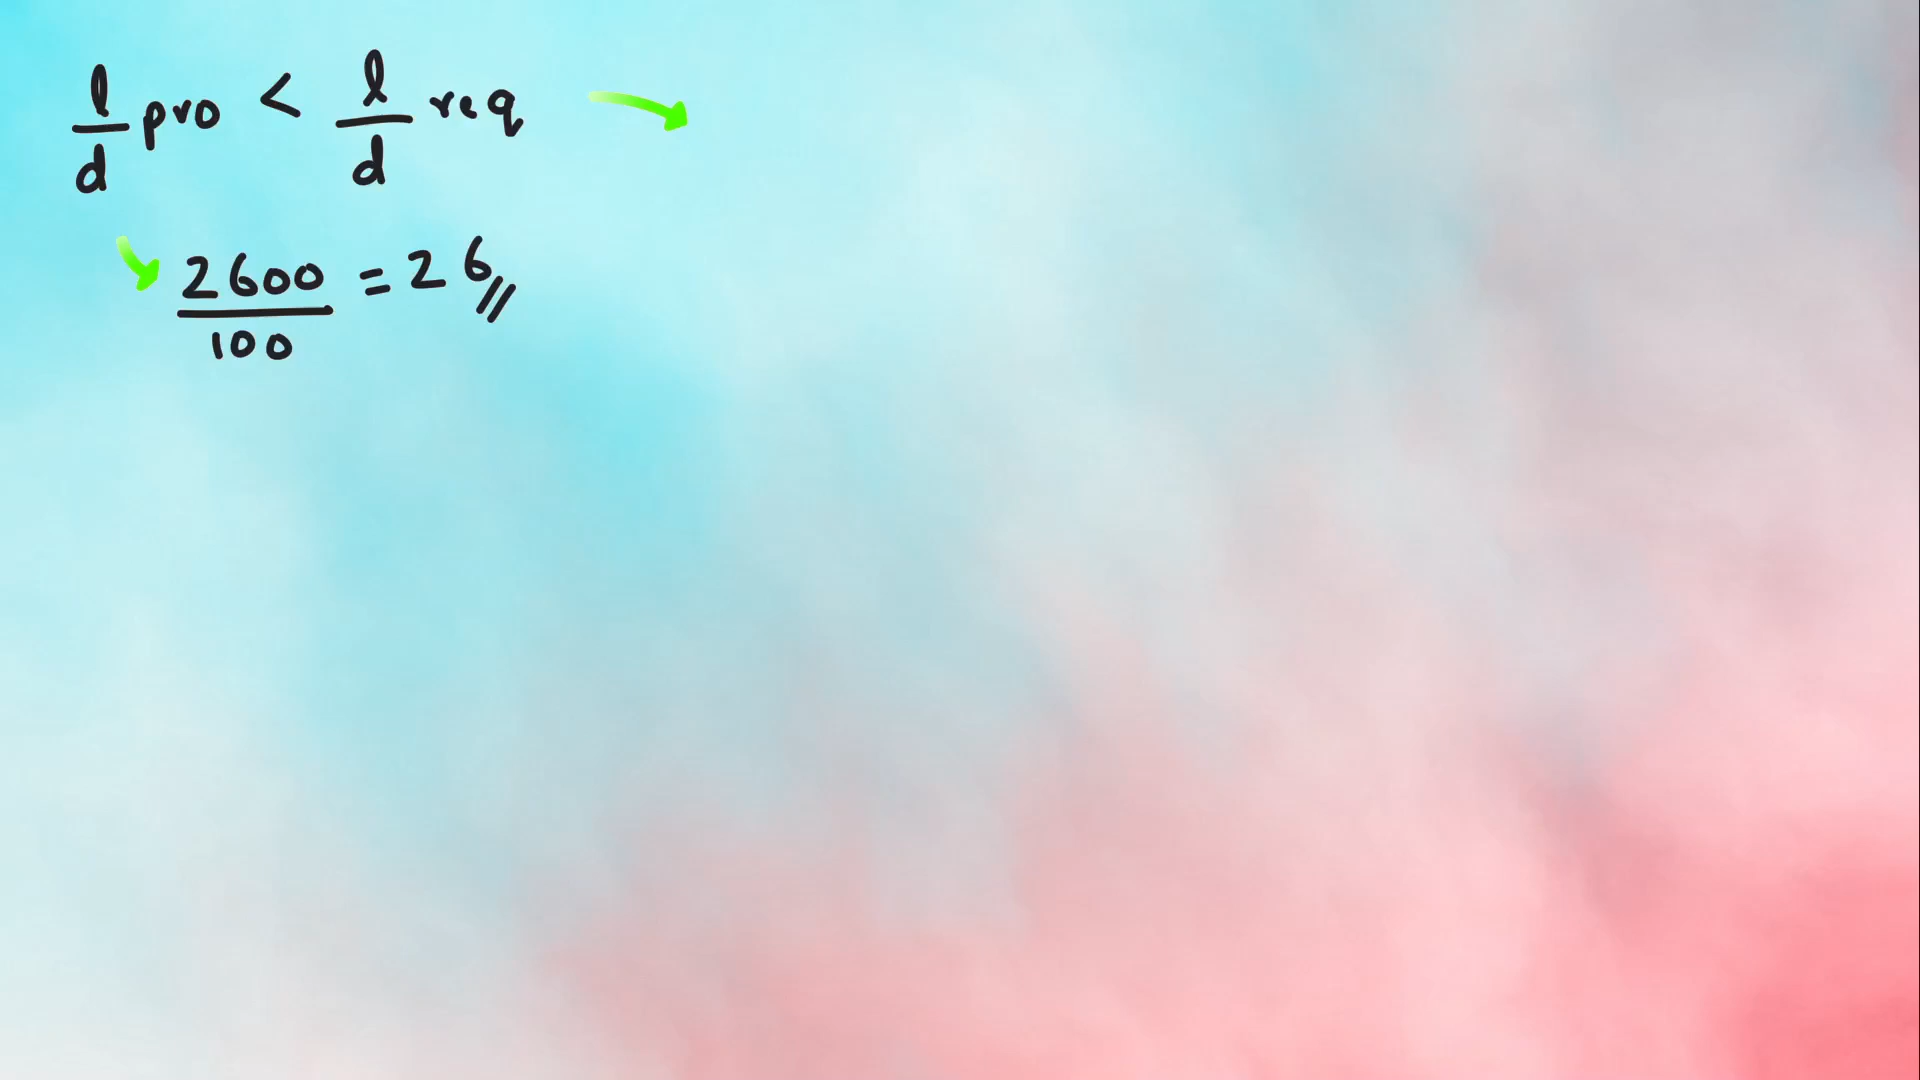 l/d pro < l/d req
2600/100 = 26//